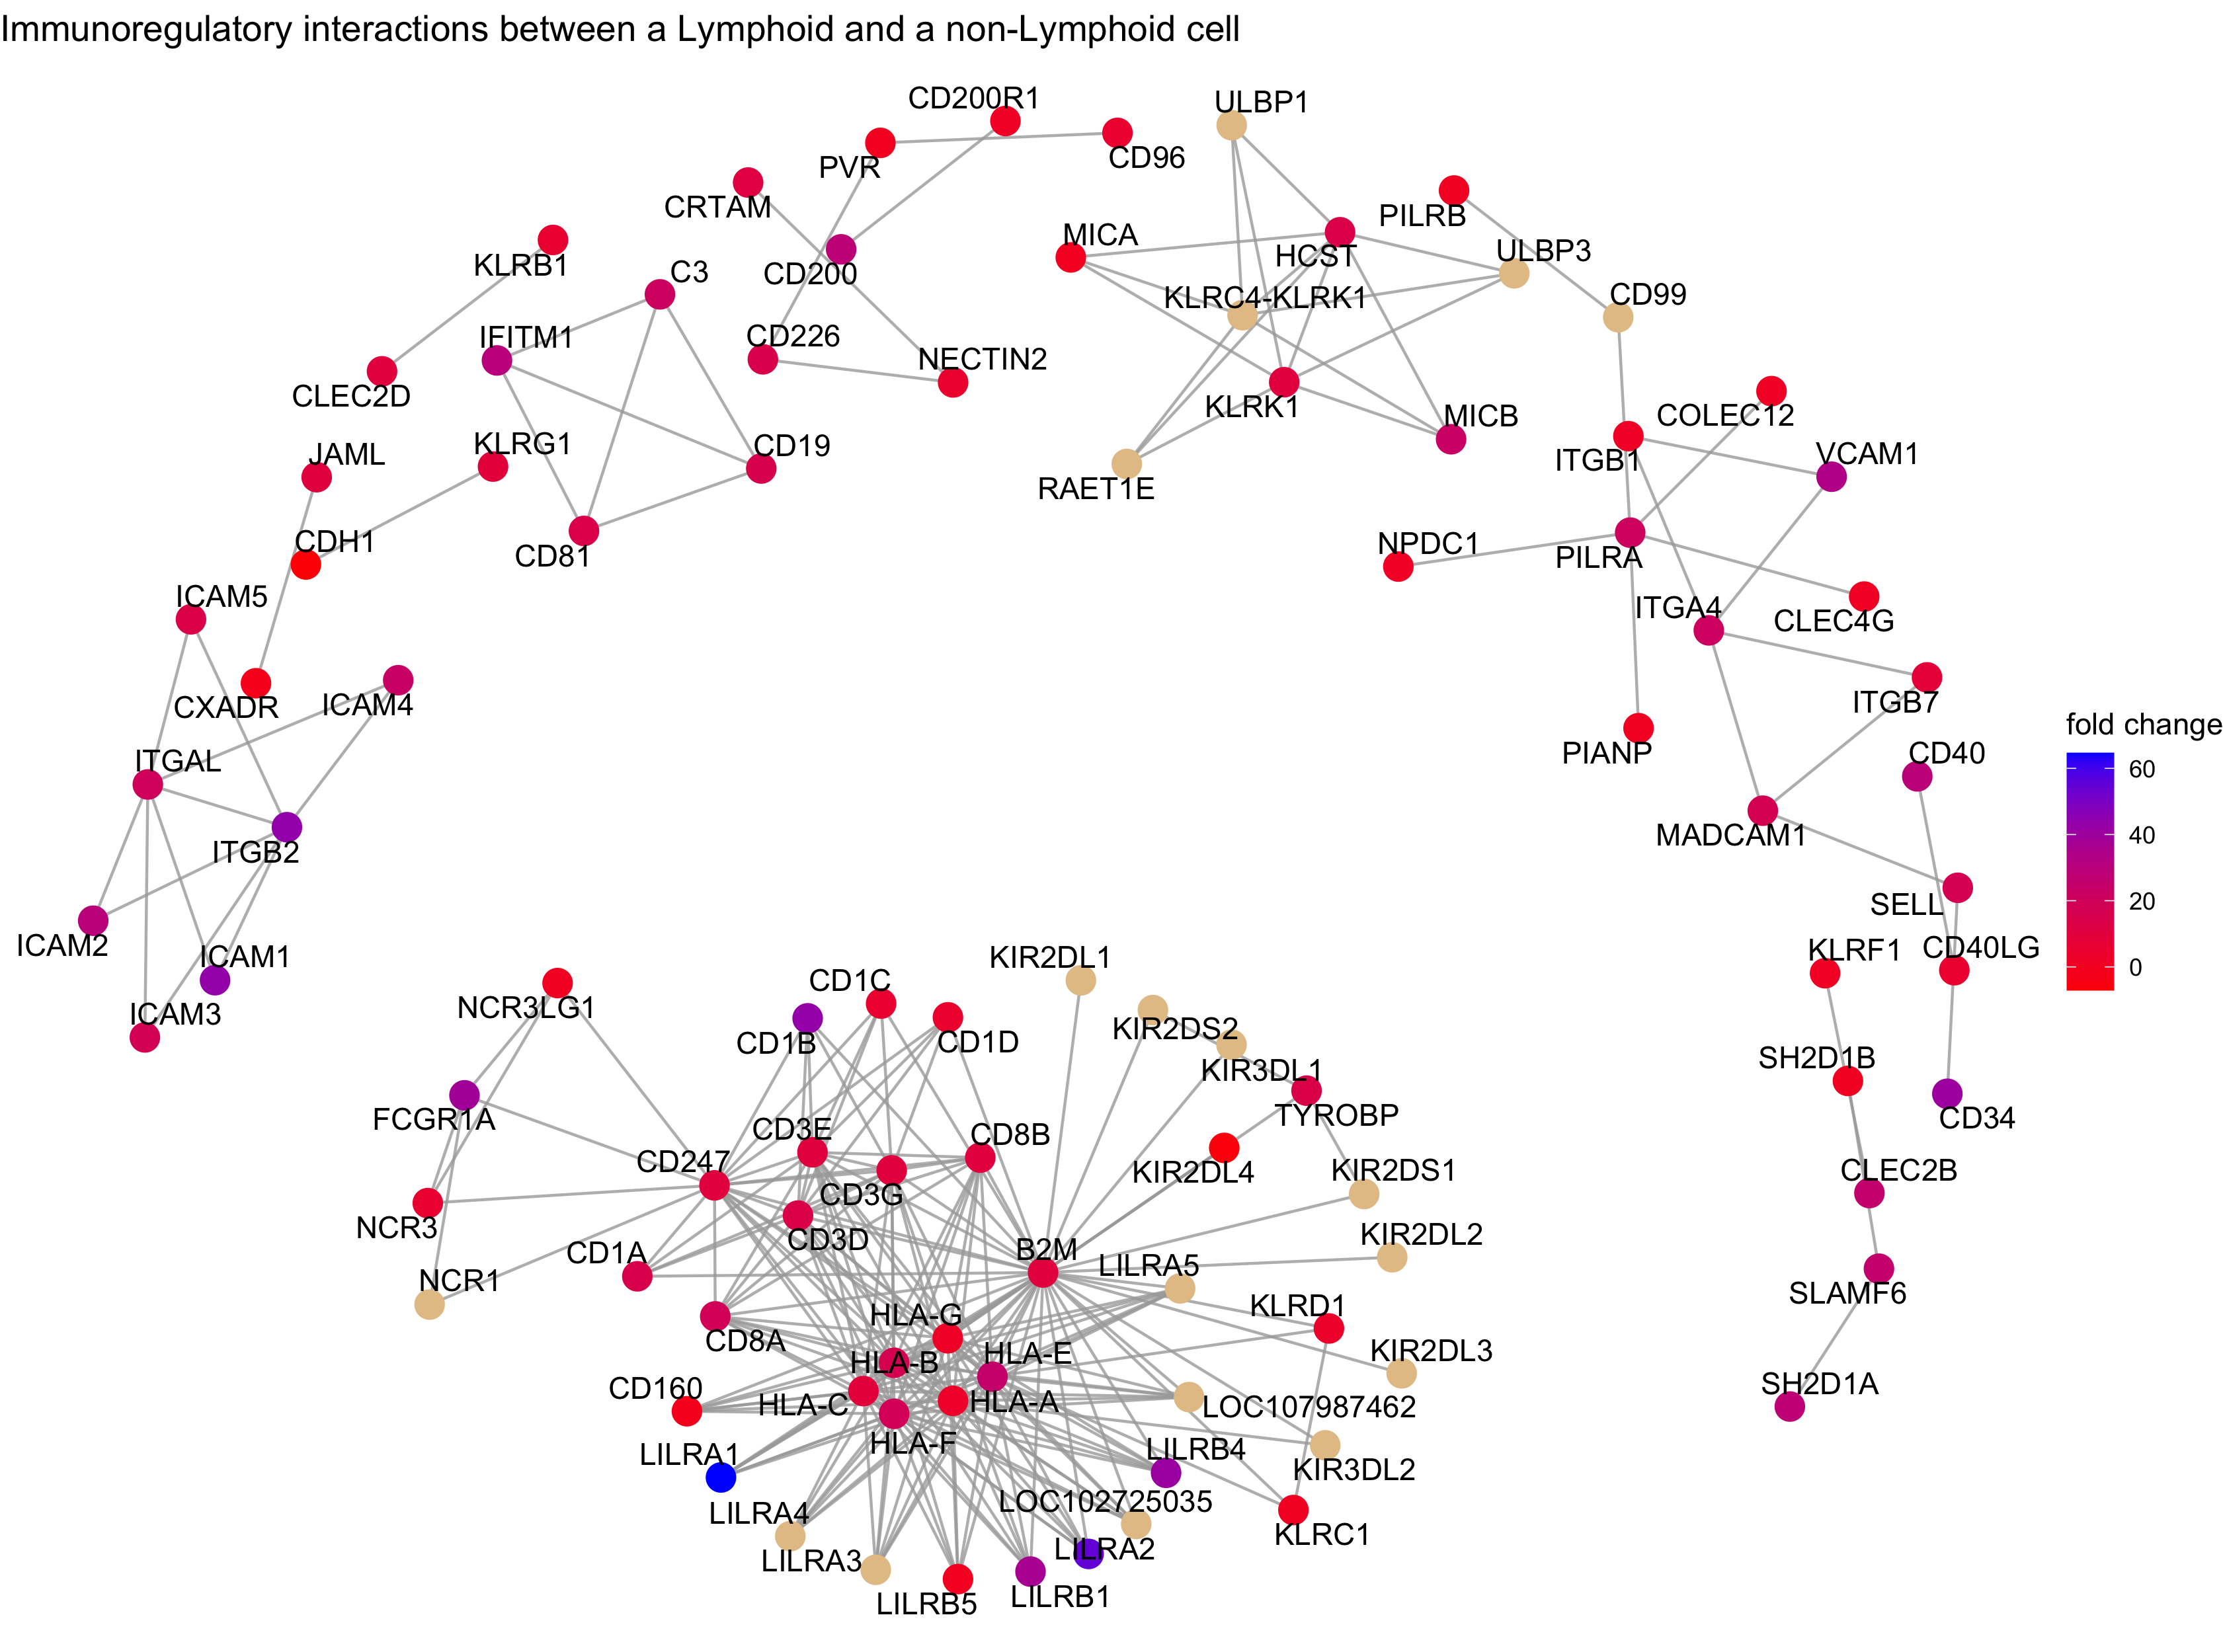 Immunoregulatory interactions between a Lymphoid and a non-Lymphoid cell
CD200R1
ULBP1
PVR
CD96
CRTAM
PILRB
MICA
HCST
ULBP3
KLRB1
C3
CD200
KLRC4-KLRK1
CD99
IFITM1
CD226
NECTIN2
CLEC2D
KLRK1
MICB
COLEC12
JAML
KLRG1
CD19
ITGB1
VCAM1
RAET1E
CDH1
CD81
NPDC1
PILRA
ICAM5
ITGA4
CLEC4G
CXADR
ICAM4
ITGB7
fold change
ITGAL
PIANP
CD40
60
ITGB2
MADCAM1
40
20
0
ICAM2
ICAM1
SELL
KLRF1
CD40LG
ICAM3
NCR3LG1
CD1C
KIR2DL1
CD1B
CD1D
KIR2DS2
KIR3DL1
SH2D1B
FCGR1A
CD3E
CD8B
TYROBP
CD34
CD247
CD3G
KIR2DL4
KIR2DS1
CLEC2B
NCR3
CD3D
CD1A
B2M
LILRA5
KIR2DL2
NCR1
HLA-G
KLRD1
SLAMF6
CD8A
HLA-B
HLA-E
KIR2DL3
CD160
HLA-C
HLA-A
LOC107987462
SH2D1A
HLA-F
LILRA1
LILRB4
KIR3DL2
LILRA4
LOC102725035
LILRA3
LILRA2
KLRC1
LILRB5
LILRB1